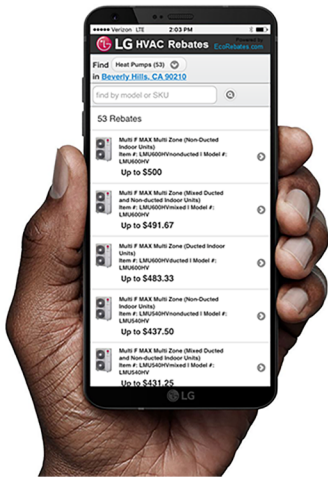 Verizon LTE 2:03 PM
LG HVAC Rebates Powered by EcoRebates.com
Find Heat Pumps (53)
in Beverly Hills, CA 90210
find by model or SKU
53 Rebates
Multi F MAX Multi Zone (Non-Ducted
Indoor Units)
Item #: LMU600HVnonducted | Model #:
LMU600HV
Up to $500
Multi F MAX Multi Zone (Mixed Ducted
and Non-ducted Indoor Units)
Item #: LMU600HVmixed | Model #:
LMU600HV
Up to $491.67
Multi F MAX Multi Zone (Ducted Indoor
Units)
Item #: LMU600HVducted | Model #:
LMU600HV
Up to $483.33
Multi F MAX Multi Zone (Non-Ducted
Indoor Units)
Item #: LMU540HVnonducted | Model #:
LMU540HV
Up to $437.50
Multi F MAX Multi Zone (Mixed Ducted
and Non-ducted Indoor Units)
Item #: LMU540HVmixed | Model #:
LMU540HV
Up to $431.25
LG